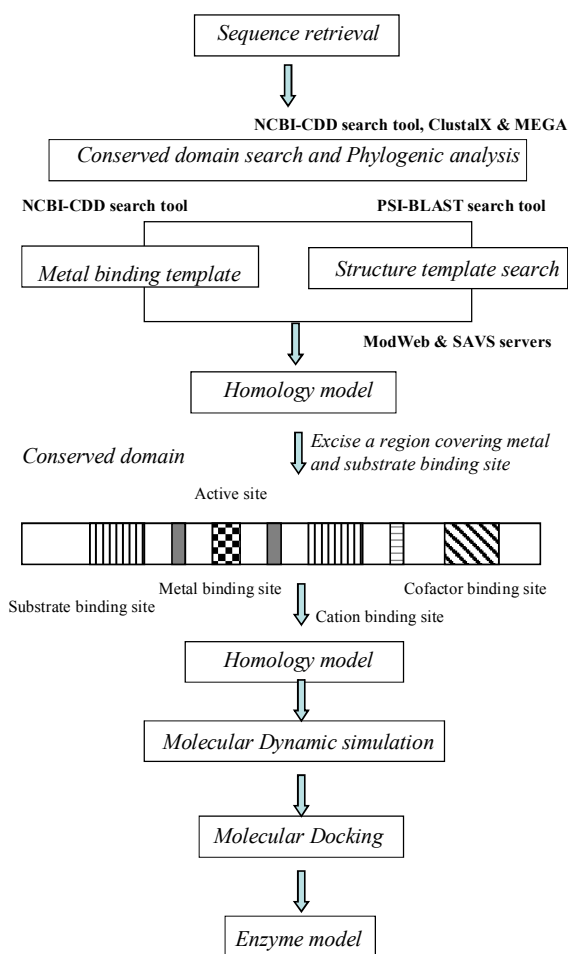 Sequence retrieval
NCBI-CDD search tool, ClustalX & MEGA
Conserved domain search and Phylogenic analysis
NCBI-CDD search tool
PSI-BLAST search tool
Metal binding template
Structure template search
ModWeb & SAVS servers
Homology model
Conserved domain
Excise a region covering metal
and substrate binding site
Active site
Substrate binding site
Metal binding site
Cation binding site
Cofactor binding site
Homology model
Molecular Dynamic simulation
Molecular Docking
Enzyme model